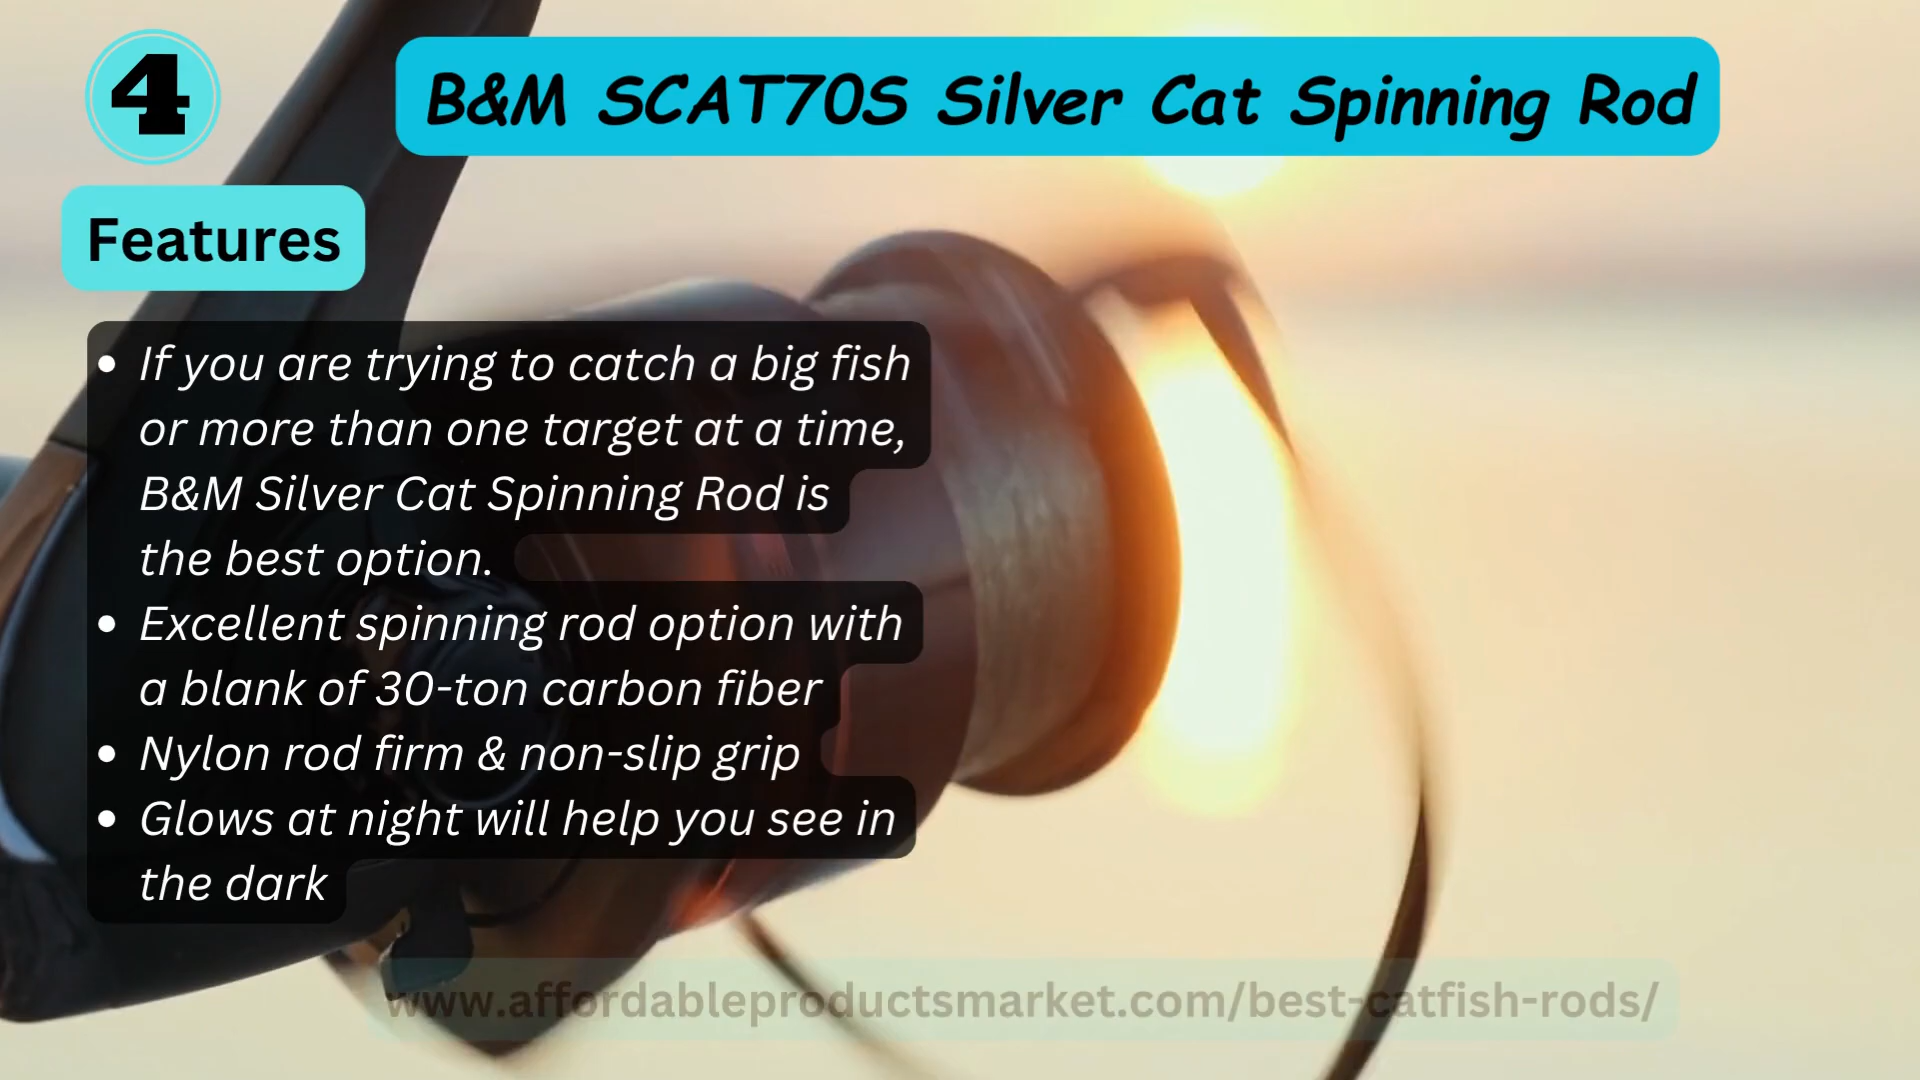 4
B&M SCAT70S Silver Cat Spinning Rod
Features
• If you are trying to catch a big fish
or more than one target at a time,
B&M Silver Cat Spinning Rod is
the best option.
• Excellent spinning rod option with
a blank of 30-ton carbon fiber
• Nylon rod firm & non-slip grip
• Glows at night will help you see in
the dark
www.affordableproductsmarket.com/best-catfish-rods/